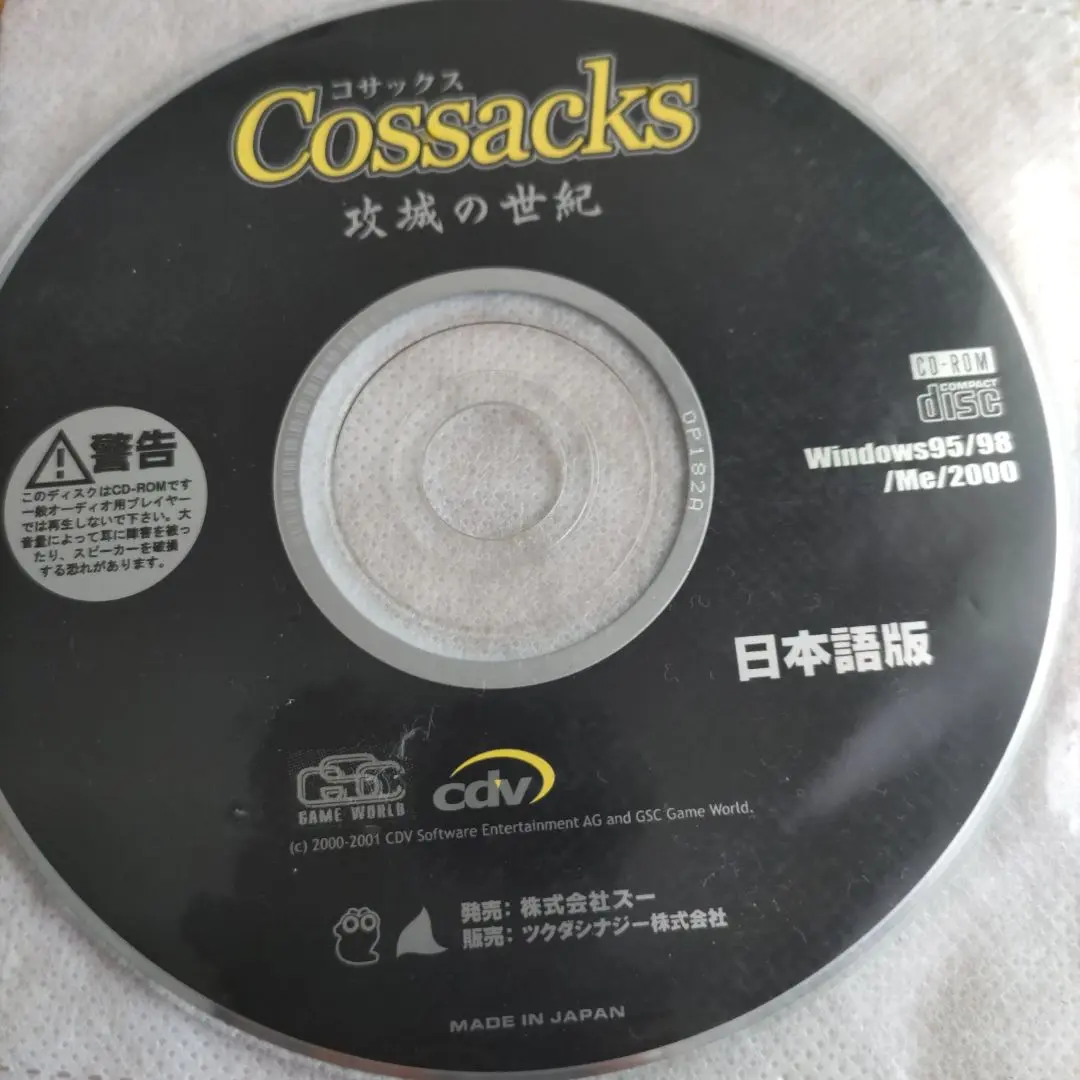 コサックス
Cossacks
攻城の世紀
CD-ROM
COMPACT
disc
Windows95/98
/Me/2000
警告
このディスクはCD-ROMです
一般オーディオ用プレイヤー
では再生しないで下さい。大
音量によって耳に障害を被っ
たり、スピーカーを破損
する恐れがあります。
OP182A
日本語版
GSC
GAME WORLD
cdv
(c) 2000-2001 CDV Software Entertainment AG and GSC Game World.
発売：株式会社ズー
販売：ツクダシナジー株式会社
MADE IN JAPAN